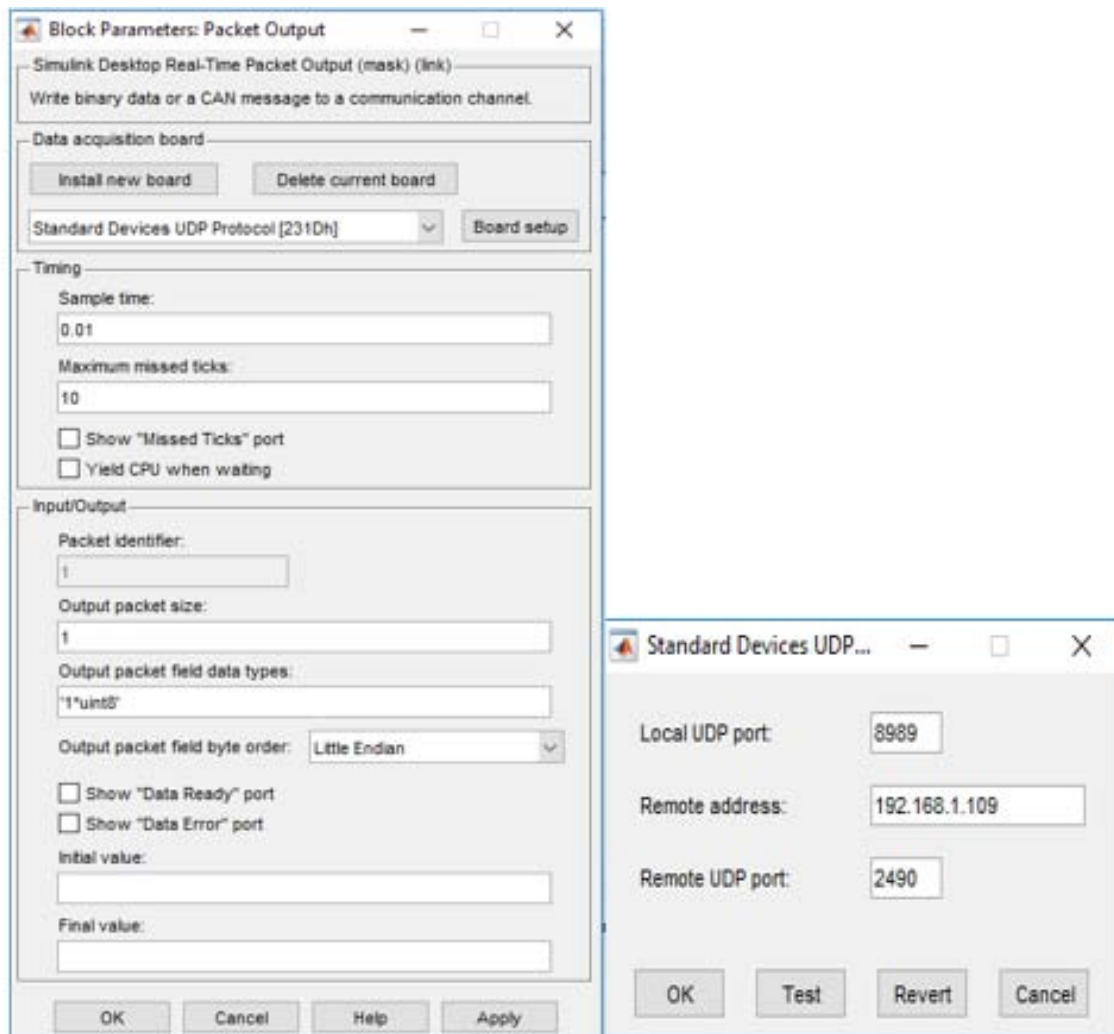 Block Parameters: Packet Output
Simulink Desktop Real-Time Packet Output (mask) (link)
Write binary data or a CAN message to a communication channel.
Data acquisition board
Install new board
Delete current board
Standard Devices UDP Protocol [231Dh]
Board setup
Timing
Sample time:
0.01
Maximum missed ticks:
10
Show "Missed Ticks" port
Yield CPU when waiting
Input/Output
Packet identifier:
1
Output packet size:
1
Output packet field data types:
'1*uint8'
Output packet field byte order: Little Endian
Show "Data Ready" port
Show "Data Error" port
Initial value:
Final value:
OK Cancel Help Apply
Standard Devices UDP...
Local UDP port: 8989
Remote address: 192.168.1.109
Remote UDP port: 2490
OK Test Revert Cancel